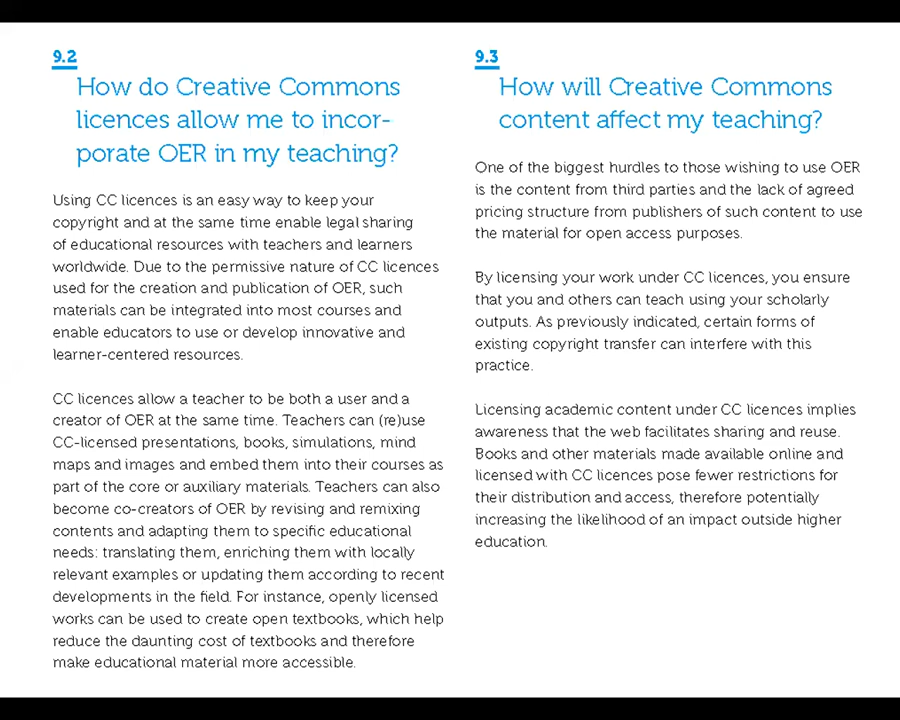 9.2
How do Creative Commons
licences allow me to incor-
porate OER in my teaching?
Using CC licences is an easy way to keep your
copyright and at the same time enable legal sharing
of educational resources with teachers and learners
worldwide. Due to the permissive nature of CC licences
used for the creation and publication of OER, such
materials can be integrated into most courses and
enable educators to use or develop innovative and
learner-centered resources.
CC licences allow a teacher to be both a user and a
creator of OER at the same time. Teachers can (re)use
CC-licensed presentations, books, simulations, mind
maps and images and embed them into their courses as
part of the core or auxiliary materials. Teachers can also
become co-creators of OER by revising and remixing
contents and adapting them to specific educational
needs: translating them, enriching them with locally
relevant examples or updating them according to recent
developments in the field. For instance, openly licensed
works can be used to create open textbooks, which help
reduce the daunting cost of textbooks and therefore
make educational material more accessible.
9.3
How will Creative Commons
content affect my teaching?
One of the biggest hurdles to those wishing to use OER
is the content from third parties and the lack of agreed
pricing structure from publishers of such content to use
the material for open access purposes.
By licensing your work under CC licences, you ensure
that you and others can teach using your scholarly
outputs. As previously indicated, certain forms of
existing copyright transfer can interfere with this
practice.
Licensing academic content under CC licences implies
awareness that the web facilitates sharing and reuse.
Books and other materials made available online and
licensed with CC licences pose fewer restrictions for
their distribution and access, therefore potentially
increasing the likelihood of an impact outside higher
education.